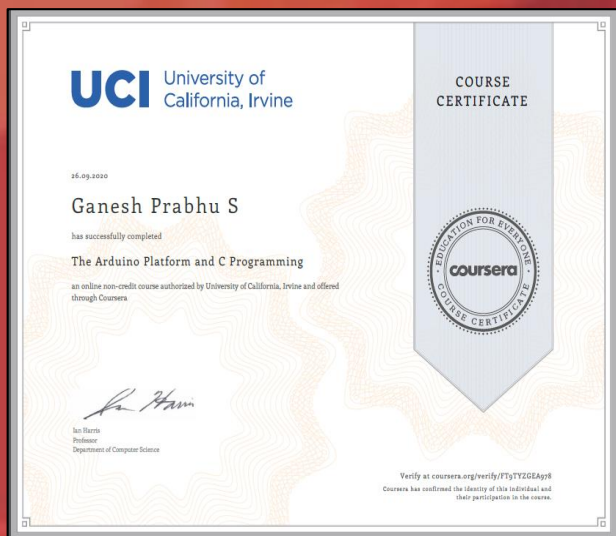 UCI University of
California, Irvine
COURSE
CERTIFICATE
26.09.2020
Ganesh Prabhu S
has successfully completed
The Arduino Platform and C Programming
an online non-credit course authorized by University of California, Irvine and offered
through Coursera
EDUCATION FOR EVERYONE
coursera
COURSE CERTIFICATE
Ian Harris
Professor
Department of Computer Science
Verify at coursera.org/verify/FT9TYZGEA978
Coursera has confirmed the identity of this individual and
their participation in the course.